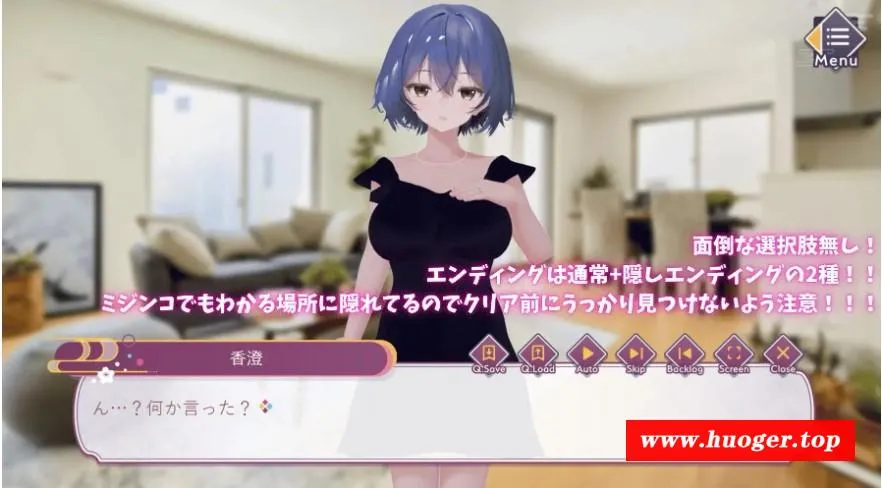 Menu
面倒な選択肢無し！
エンディングは通常+隠しエンディングの2種！！
ミジンコでもわかる場所に隠れてるのでクリア前にうっかり見つけないよう注意！！！
香澄
Q.Save Q.Load Auto Skip Backlog Screen Close
ん…？何か言った？
www.huoger.top